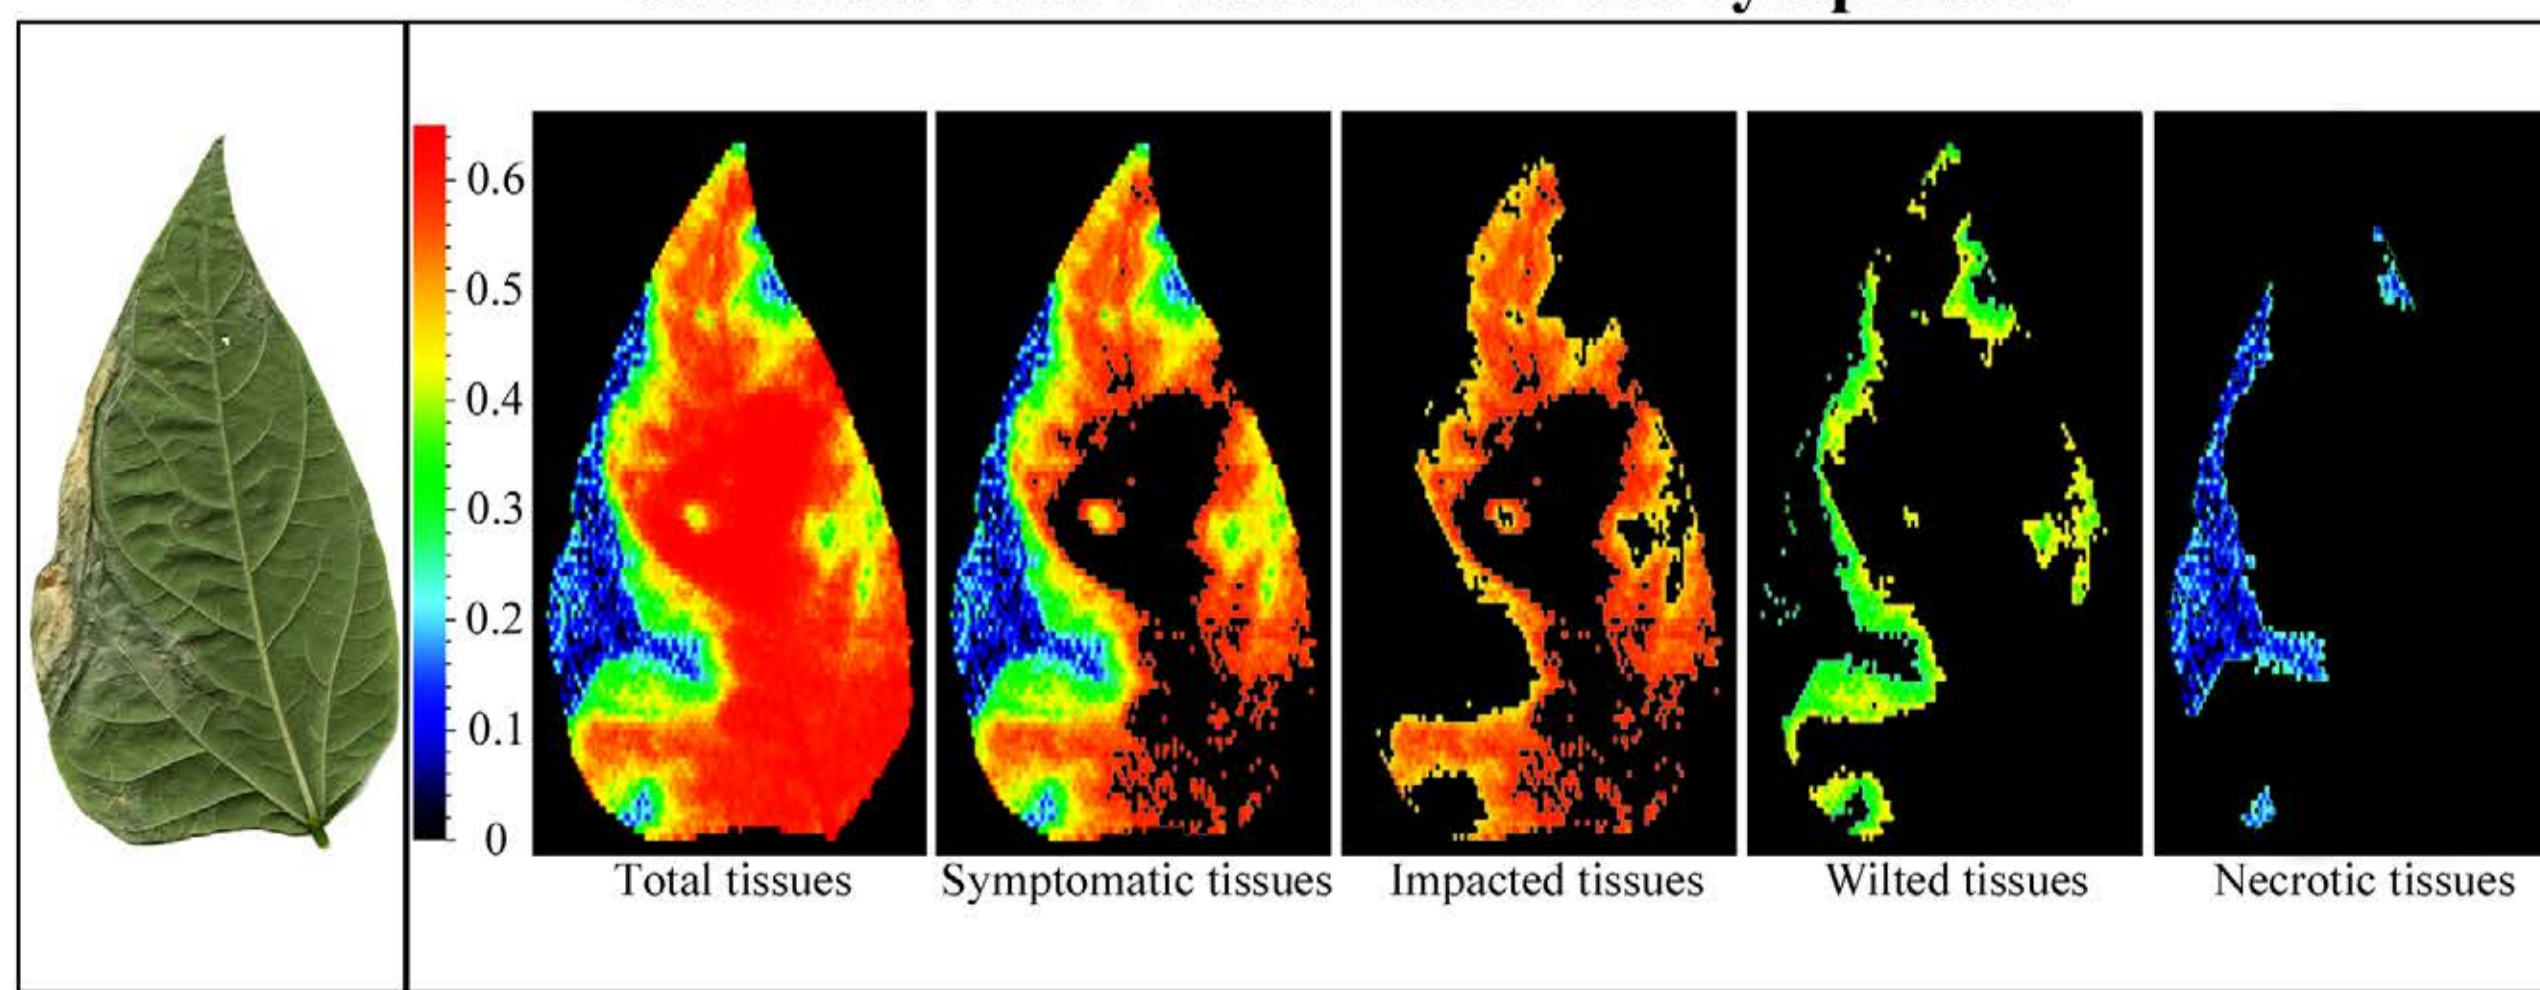 0.6
0.5
0.4
0.3
0.2
0.1
0
Total tissues
Symptomatic tissues
Impacted tissues
Wilted tissues
Necrotic tissues